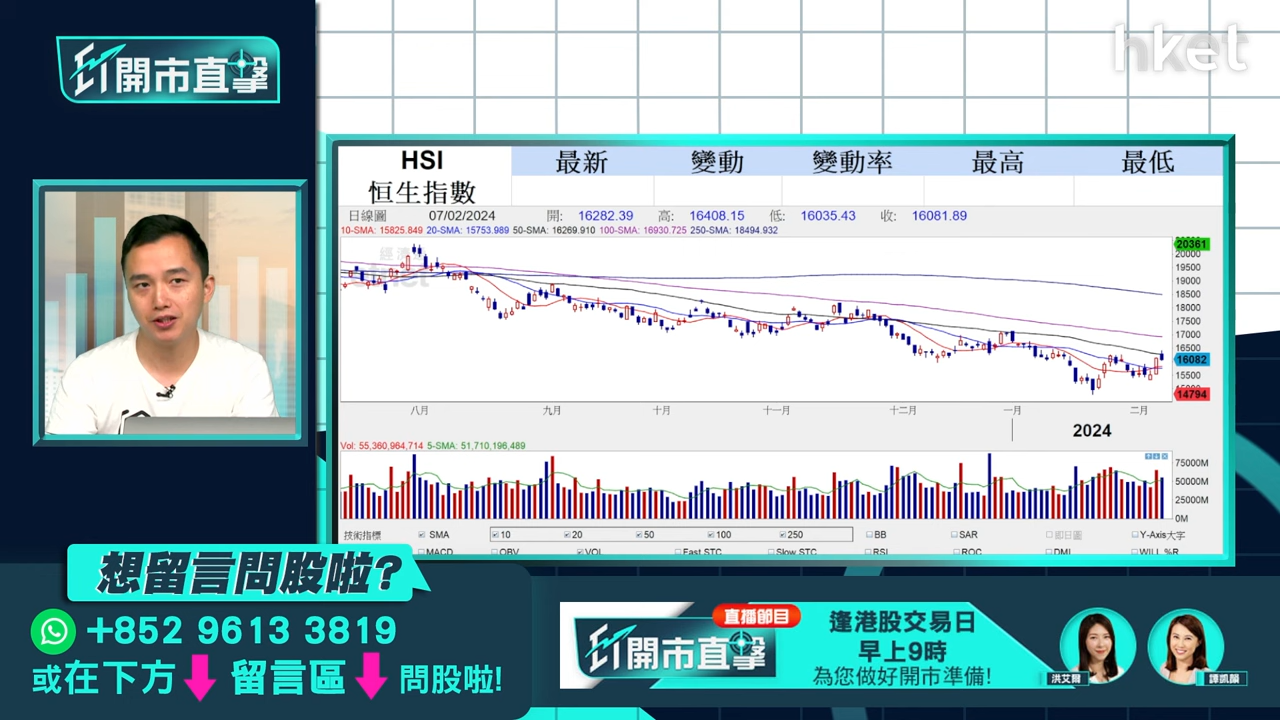 開市直擊
hket
HSI
恒生指數
最新 變動 變動率 最高 最低
日線圖 07/02/2024 開: 16282.39 高: 16408.15 低: 16035.43 收: 16081.89
10-SMA: 15825.849 20-SMA: 15753.989 50-SMA: 16269.910 100-SMA: 16930.725 250-SMA: 18494.932
20361
20000
19500
19000
18500
18000
17500
17000
16500
16082
15500
14794
八月 九月 十月 十一月 十二月 一月 二月
2024
Vol: 55,360,964,714 5-SMA: 51,710,196,489
75000M
50000M
25000M
0M
技術指標 SMA 10 20 50 100 250 BB SAR 即日圖 Y-Axis大字
MACD OBV VOL Fast STC Slow STC RSI ROC DMI WILL %R
想留言問股啦?
+852 9613 3819
或在下方 留言區 問股啦!
直播節目
開市直擊
逢港股交易日
早上9時
為您做好開市準備!
洪艾爾
譚凱韻